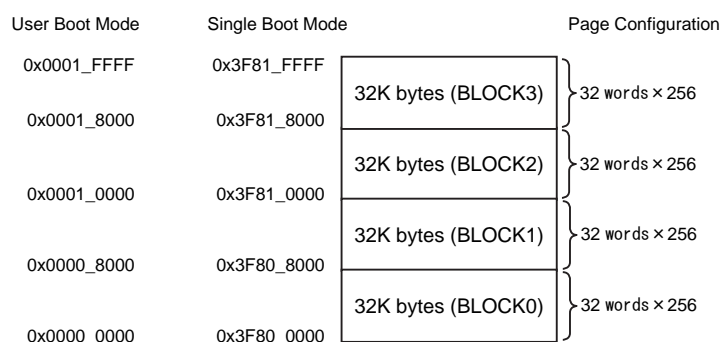 User Boot Mode Single Boot Mode Page Configuration
0x0001_FFFF 0x3F81_FFFF
32K bytes (BLOCK3) 32 words×256
0x0001_8000 0x3F81_8000
32K bytes (BLOCK2) 32 words×256
0x0001_0000 0x3F81_0000
32K bytes (BLOCK1) 32 words×256
0x0000_8000 0x3F80_8000
32K bytes (BLOCK0) 32 words×256
0x0000_0000 0x3F80_0000